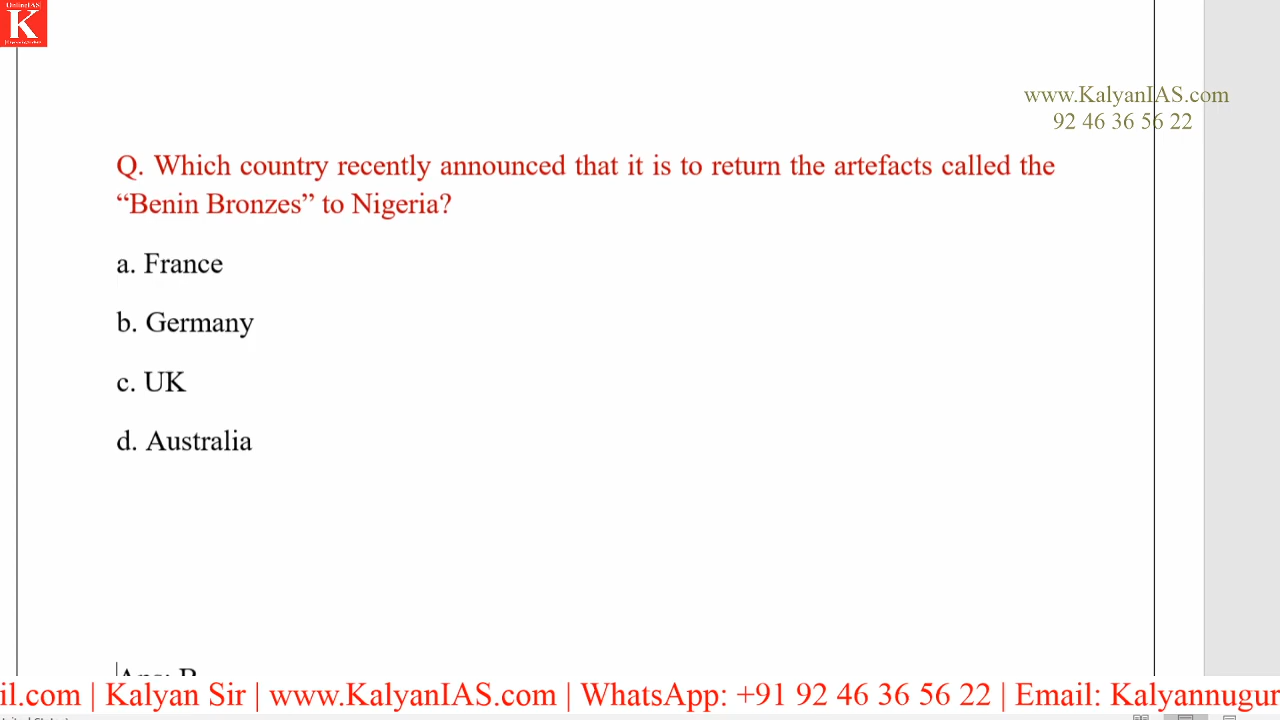 OnlineIAS
K
www.KalyanIAS.com
92 46 36 56 22
Q. Which country recently announced that it is to return the artefacts called the
“Benin Bronzes” to Nigeria?
a. France
b. Germany
c. UK
d. Australia
Ans: B
il.com | Kalyan Sir | www.KalyanIAS.com | WhatsApp: +91 92 46 36 56 22 | Email: Kalyannugur